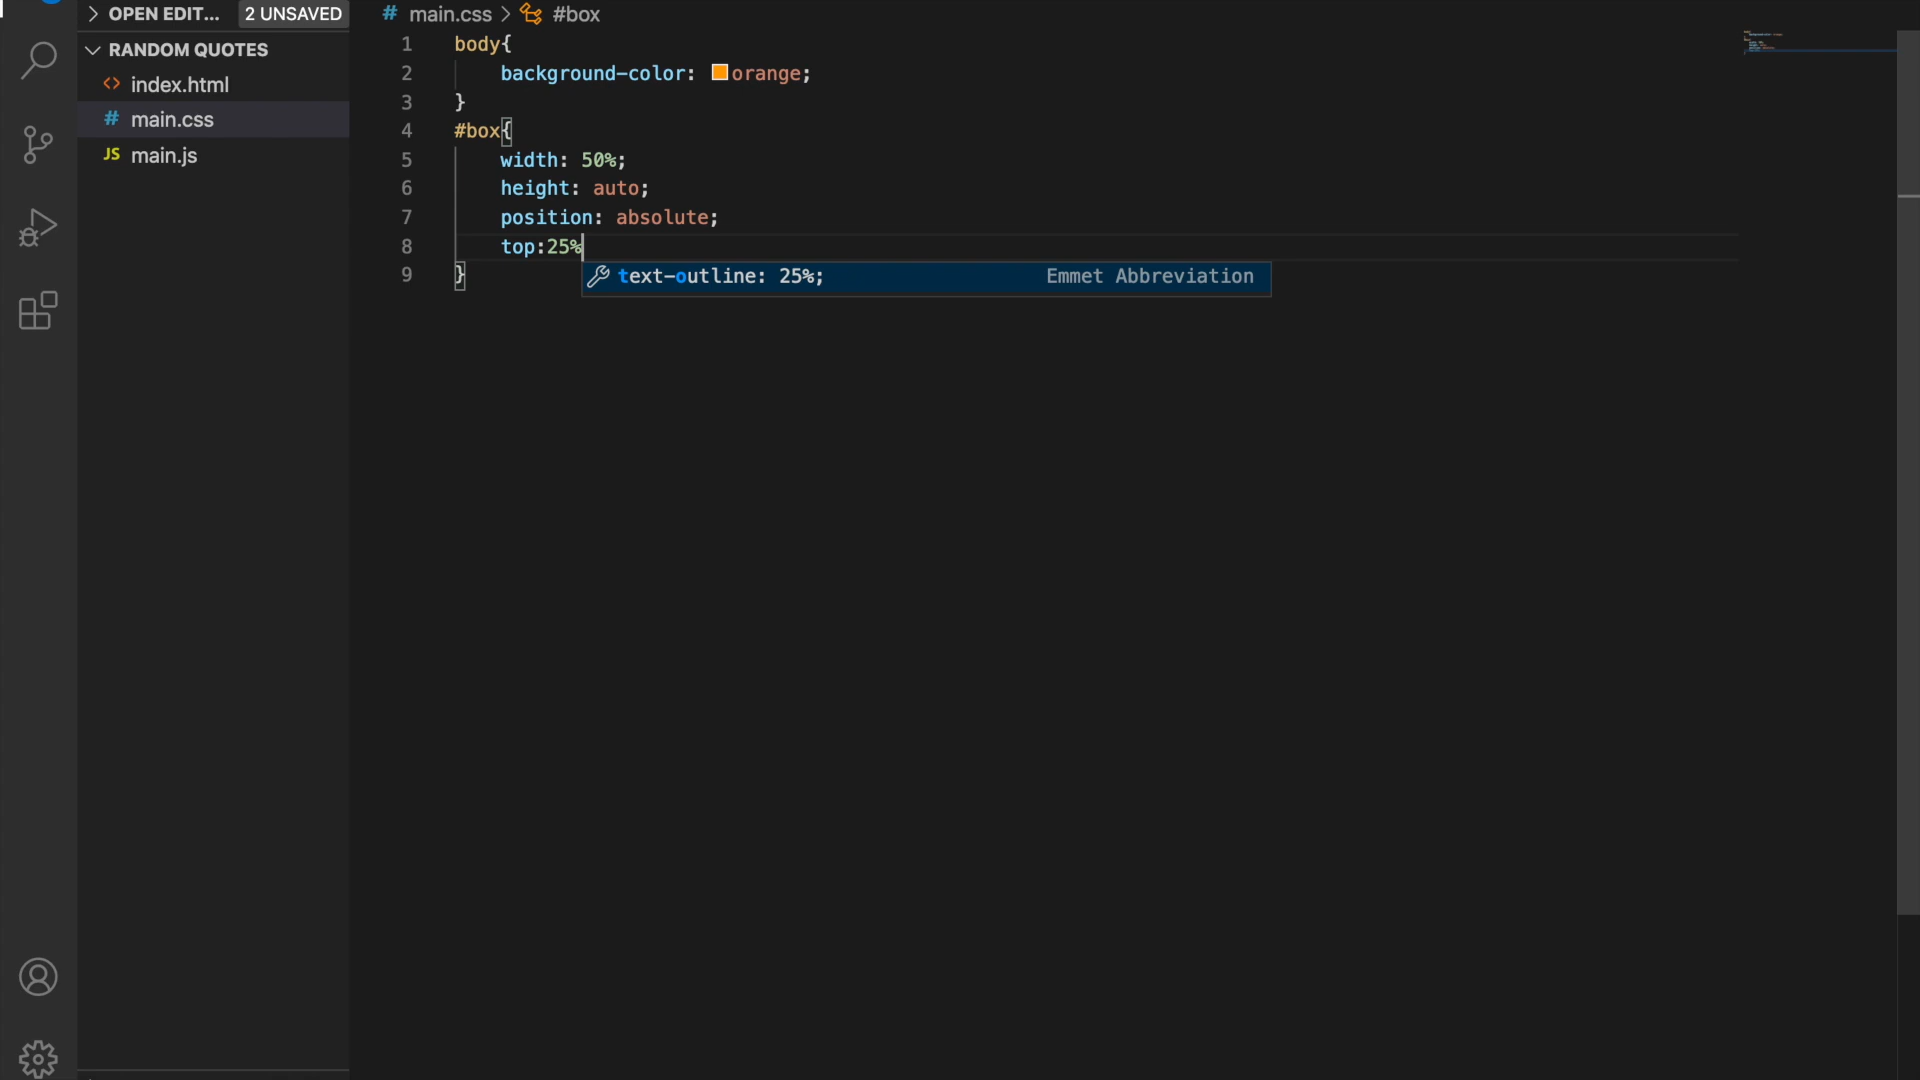 OPEN EDIT... 2 UNSAVED
RANDOM QUOTES
<> index.html
# main.css
JS main.js
# main.css > #box
1 body{
2     background-color: orange;
3 }
4 #box{
5     width: 50%;
6     height: auto;
7     position: absolute;
8     top:25%
text-outline: 25%; Emmet Abbreviation
9 }